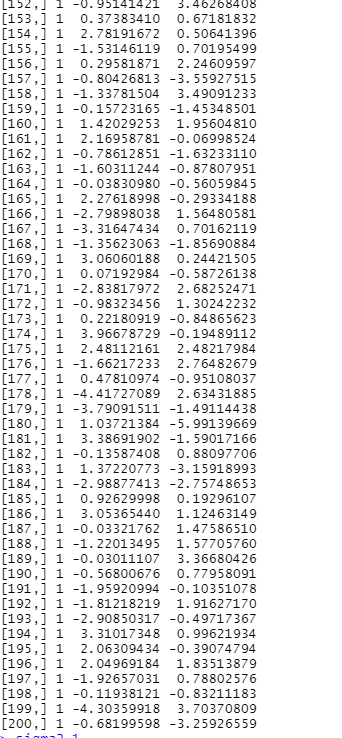 [152,] 1 -0.95141421 3.46268408
[153,] 1 0.37383410 0.67181832
[154,] 1 2.78191672 0.50641396
[155,] 1 -1.53146119 0.70195499
[156,] 1 0.29581871 2.24609597
[157,] 1 -0.80426813 -3.55927515
[158,] 1 -1.33781504 3.49091233
[159,] 1 -0.15723165 -1.45348501
[160,] 1 1.42029253 1.95604810
[161,] 1 2.16958781 -0.06998524
[162,] 1 -0.78612851 -1.63233110
[163,] 1 -1.60311244 -0.87807951
[164,] 1 -0.03830980 -0.56059845
[165,] 1 2.27618998 -0.29334188
[166,] 1 -2.79898038 1.56480581
[167,] 1 -3.31647434 0.70162119
[168,] 1 -1.35623063 -1.85690884
[169,] 1 3.06060188 0.24421505
[170,] 1 0.07192984 -0.58726138
[171,] 1 -2.83817972 2.68252471
[172,] 1 -0.98323456 1.30242232
[173,] 1 0.22180919 -0.84865623
[174,] 1 3.96678729 -0.19489112
[175,] 1 2.48112161 2.48217984
[176,] 1 -1.66217233 2.76482679
[177,] 1 0.47810974 -0.95108037
[178,] 1 -4.41727089 2.63431885
[179,] 1 -3.79091511 -1.49114438
[180,] 1 1.03721384 -5.99139669
[181,] 1 3.38691902 -1.59017166
[182,] 1 -0.13587408 0.88097706
[183,] 1 1.37220773 -3.15918993
[184,] 1 -2.98877413 -2.75748653
[185,] 1 0.92629998 0.19296107
[186,] 1 3.05365440 1.12463149
[187,] 1 -0.03321762 1.47586510
[188,] 1 -1.22013495 1.57705760
[189,] 1 -0.03011107 3.36680426
[190,] 1 -0.56800676 0.77958091
[191,] 1 -1.95920994 -0.10351078
[192,] 1 -1.81218219 1.91627170
[193,] 1 -2.90850317 -0.49717367
[194,] 1 3.31017348 0.99621934
[195,] 1 2.06309434 -0.39074794
[196,] 1 2.04969184 1.83513879
[197,] 1 -1.92657031 0.78802576
[198,] 1 -0.11938121 -0.83211183
[199,] 1 -4.30359918 3.70370809
[200,] 1 -0.68199598 -3.25926559